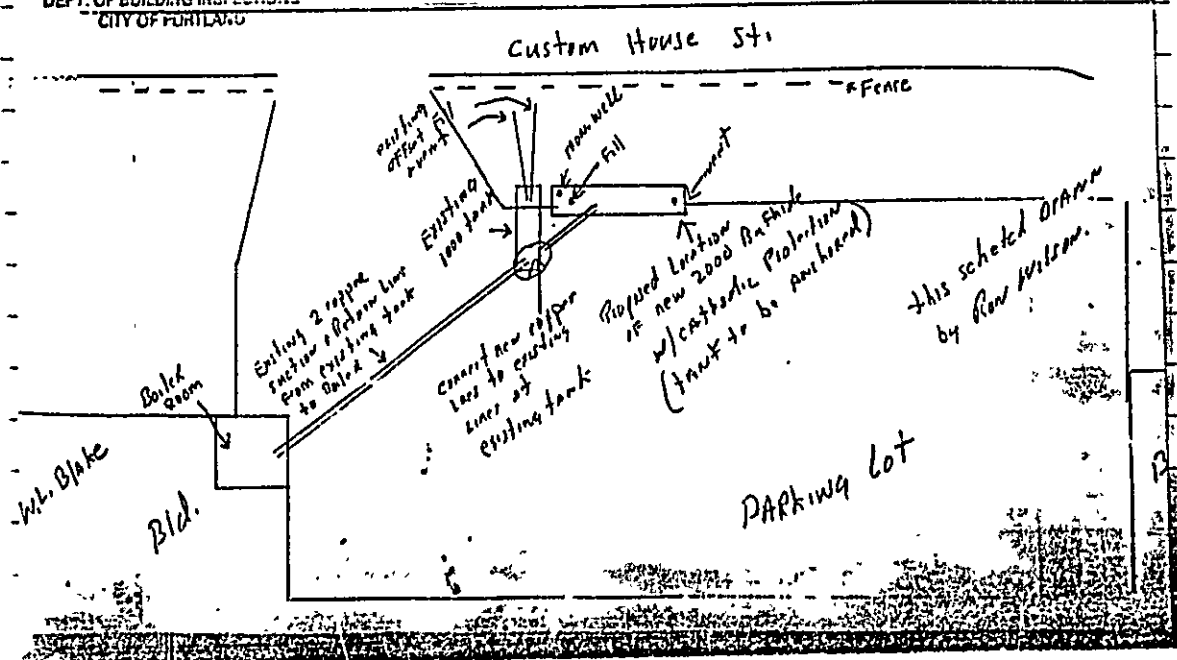 DEPT. OF BUILDING INSPECTIONS
CITY OF PORTLAND
Custom House St.
Fence
existing
offset Fill
vent
Mon. well
Fill
vent
Existing
1000 tank
Existing 2 copper
suction & Return Line
From existing tank
to Boiler
Boiler
Room
connect new copper
lines to existing
Lines at
existing tank
Proposed Location
of new 2000
w/ cathodic Protection
(tank to be anchored)
this scheted DRAWN
by Ron Wilson.
W.L. Blake
Bld.
PARKING Lot